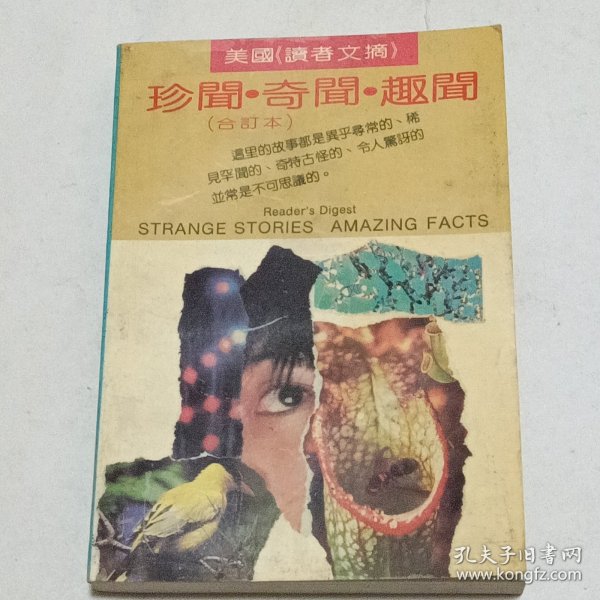 美國《讀者文摘》
珍聞•奇聞•趣聞
(合訂本)
這里的故事都是異乎尋常的、稀
見罕聞的、奇特古怪的、令人驚訝的
並常是不可思議的。
Reader's Digest
STRANGE STORIES AMAZING FACTS
孔夫子旧书网
www.kongfz.com